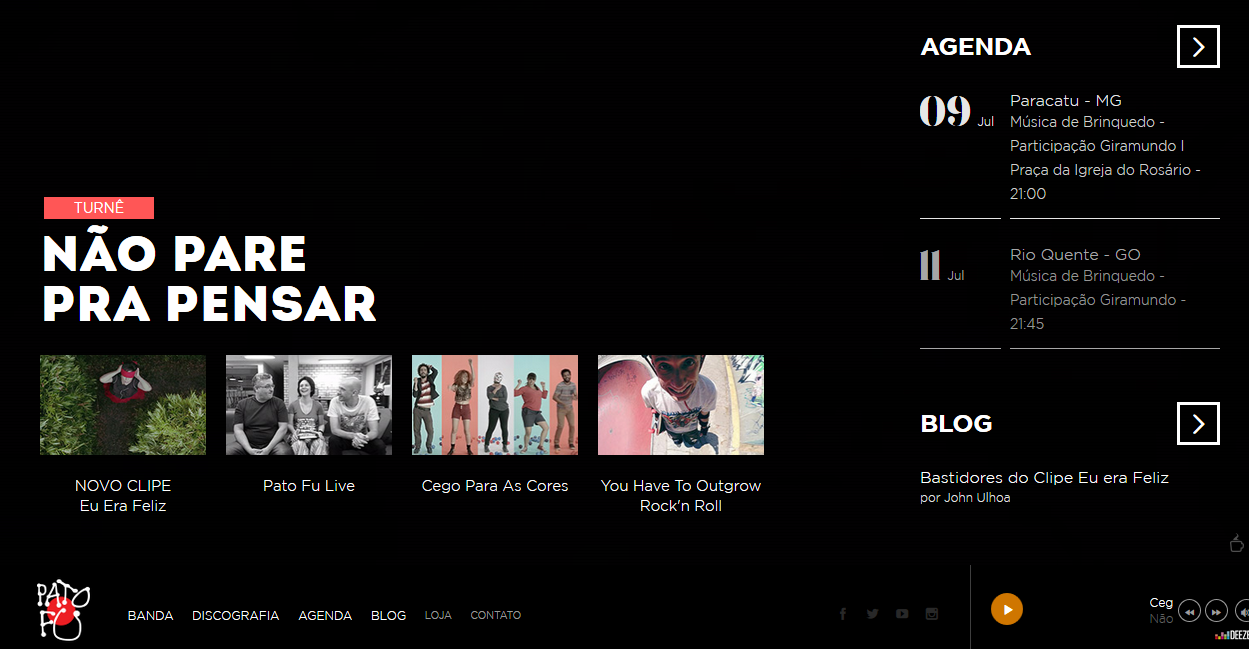 TURNÊ
NÃO PARE
PRA PENSAR
NOVO CLIPE
Eu Era Feliz
Pato Fu Live
Cego Para As Cores
You Have To Outgrow
Rock'n Roll
AGENDA
09 Jul
Paracatu - MG
Música de Brinquedo -
Participação Giramundo |
Praça da Igreja do Rosário -
21:00
11 Jul
Rio Quente - GO
Música de Brinquedo -
Participação Giramundo -
21:45
BLOG
Bastidores do Clipe Eu era Feliz
por John Ulhoa
PATO
FU
BANDA DISCOGRAFIA AGENDA BLOG LOJA CONTATO
Ceg
Não
DEEZE